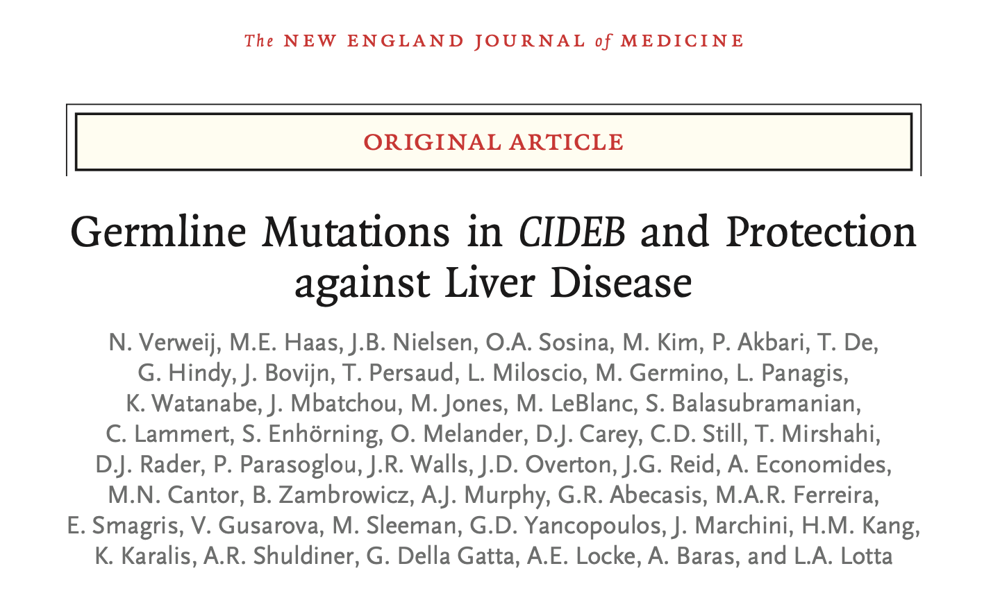 The NEW ENGLAND JOURNAL of MEDICINE
ORIGINAL ARTICLE
Germline Mutations in CIDEB and Protection
against Liver Disease
N. Verweij, M.E. Haas, J.B. Nielsen, O.A. Sosina, M. Kim, P. Akbari, T. De,
G. Hindy, J. Bovijn, T. Persaud, L. Miloscio, M. Germino, L. Panagis,
K. Watanabe, J. Mbatchou, M. Jones, M. LeBlanc, S. Balasubramanian,
C. Lammert, S. Enhörning, O. Melander, D.J. Carey, C.D. Still, T. Mirshahi,
D.J. Rader, P. Parasoglou, J.R. Walls, J.D. Overton, J.G. Reid, A. Economides,
M.N. Cantor, B. Zambrowicz, A.J. Murphy, G.R. Abecasis, M.A.R. Ferreira,
E. Smagris, V. Gusarova, M. Sleeman, G.D. Yancopoulos, J. Marchini, H.M. Kang,
K. Karalis, A.R. Shuldiner, G. Della Gatta, A.E. Locke, A. Baras, and L.A. Lotta